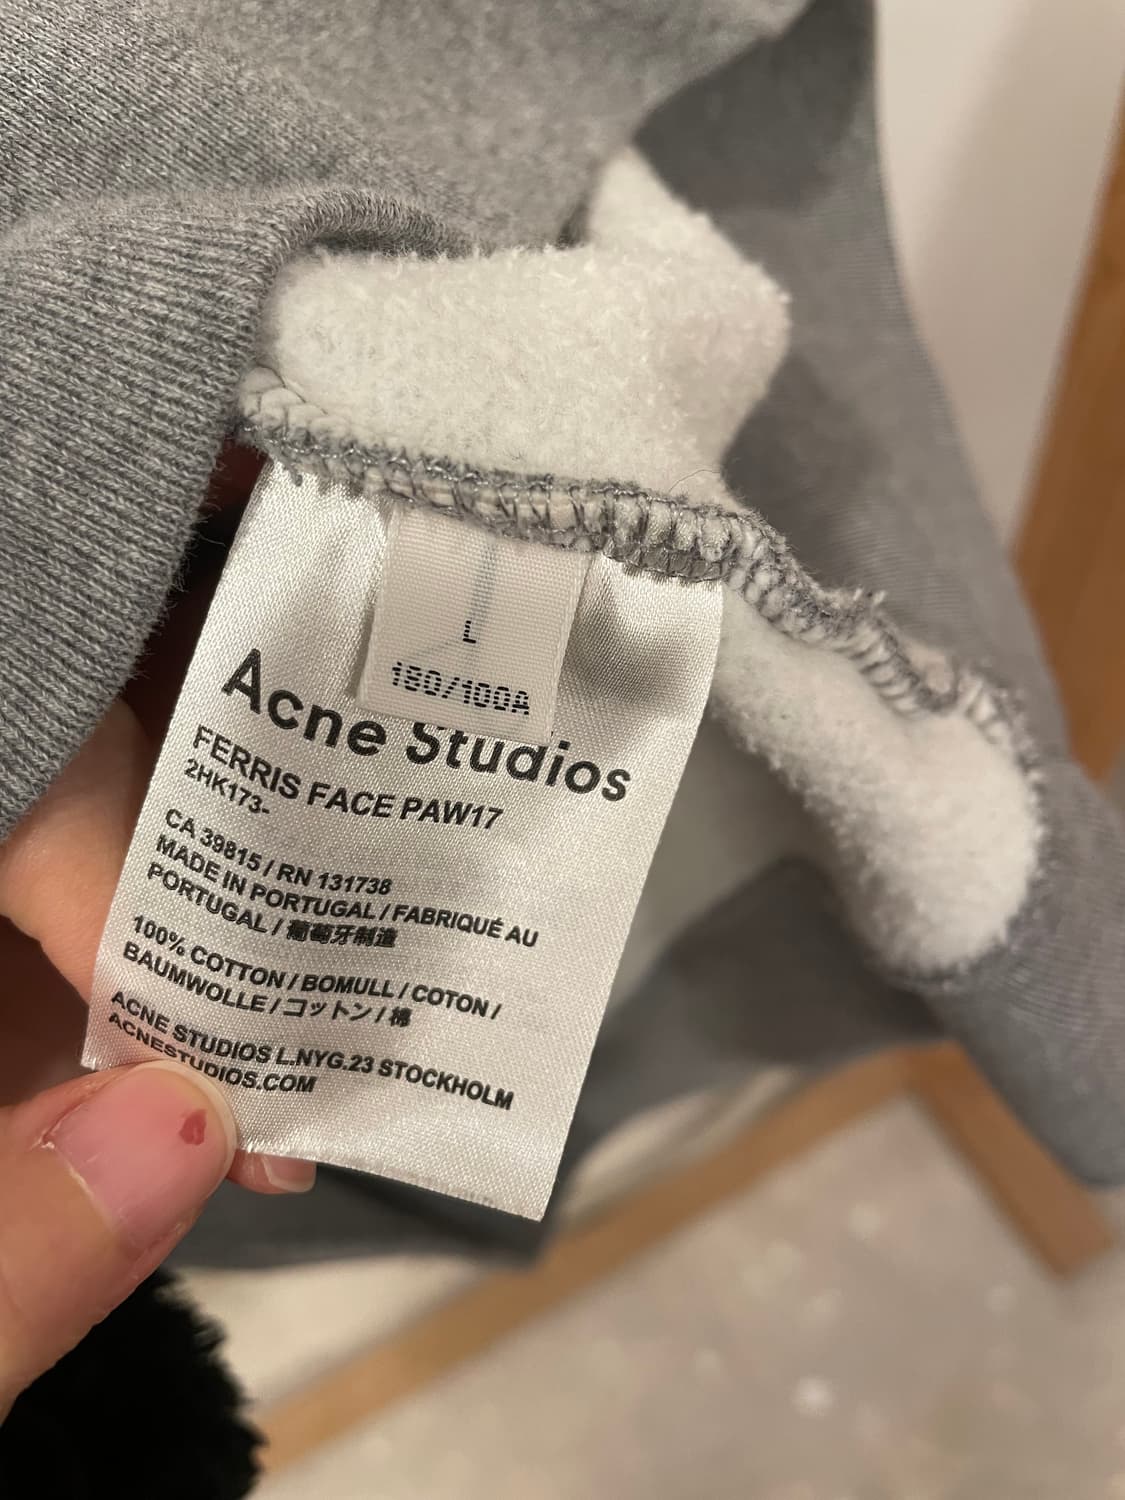 L
180/100A
Acne Studios
FERRIS FACE PAW17
2HK173-
CA 39815 / RN 131738
MADE IN PORTUGAL / FABRIQUÉ AU
PORTUGAL / 葡萄牙制造
100% COTTON / BOMULL / COTON /
BAUMWOLLE / コットン / 棉
ACNE STUDIOS L.NYG.23 STOCKHOLM
ACNESTUDIOS.COM